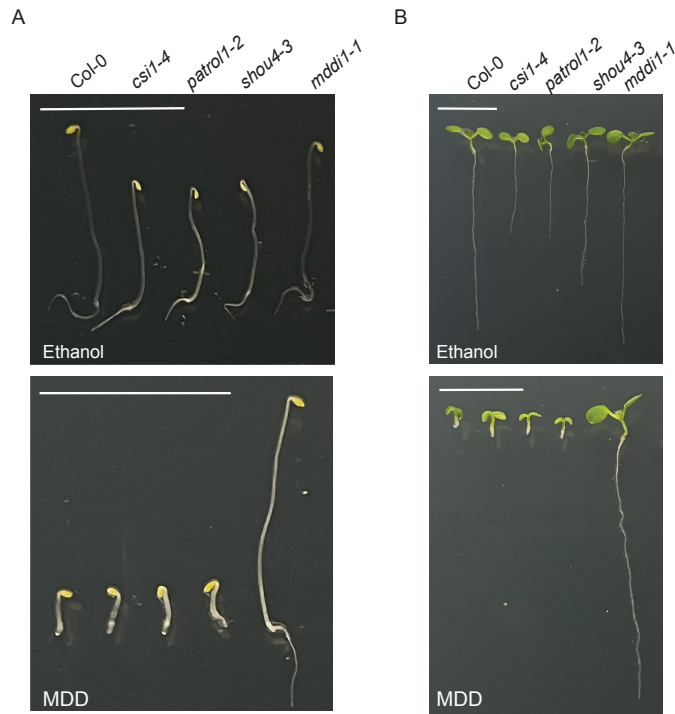 A
B
Col-0
csi1-4
patrol1-2
shou4-3
mddi1-1
Col-0
csi1-4
patrol1-2
shou4-3
mddi1-1
Ethanol
Ethanol
MDD
MDD